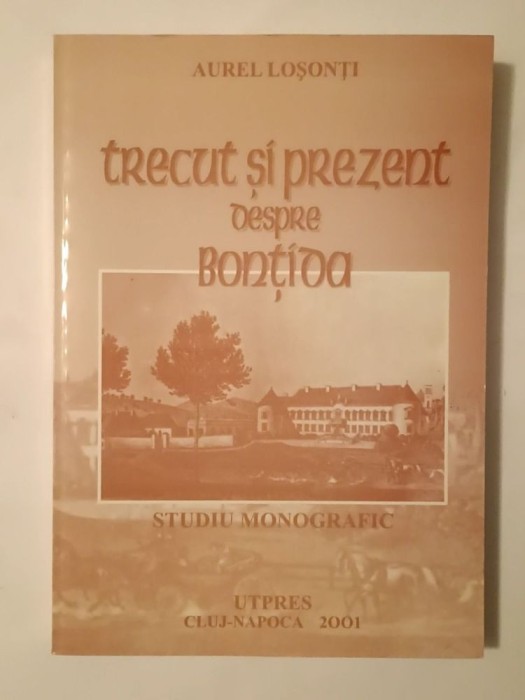 AUREL LOŞONŢI
trecut şi prezent
despre
Bonţida
STUDIU MONOGRAFIC
UTPRES
CLUJ-NAPOCA 2001